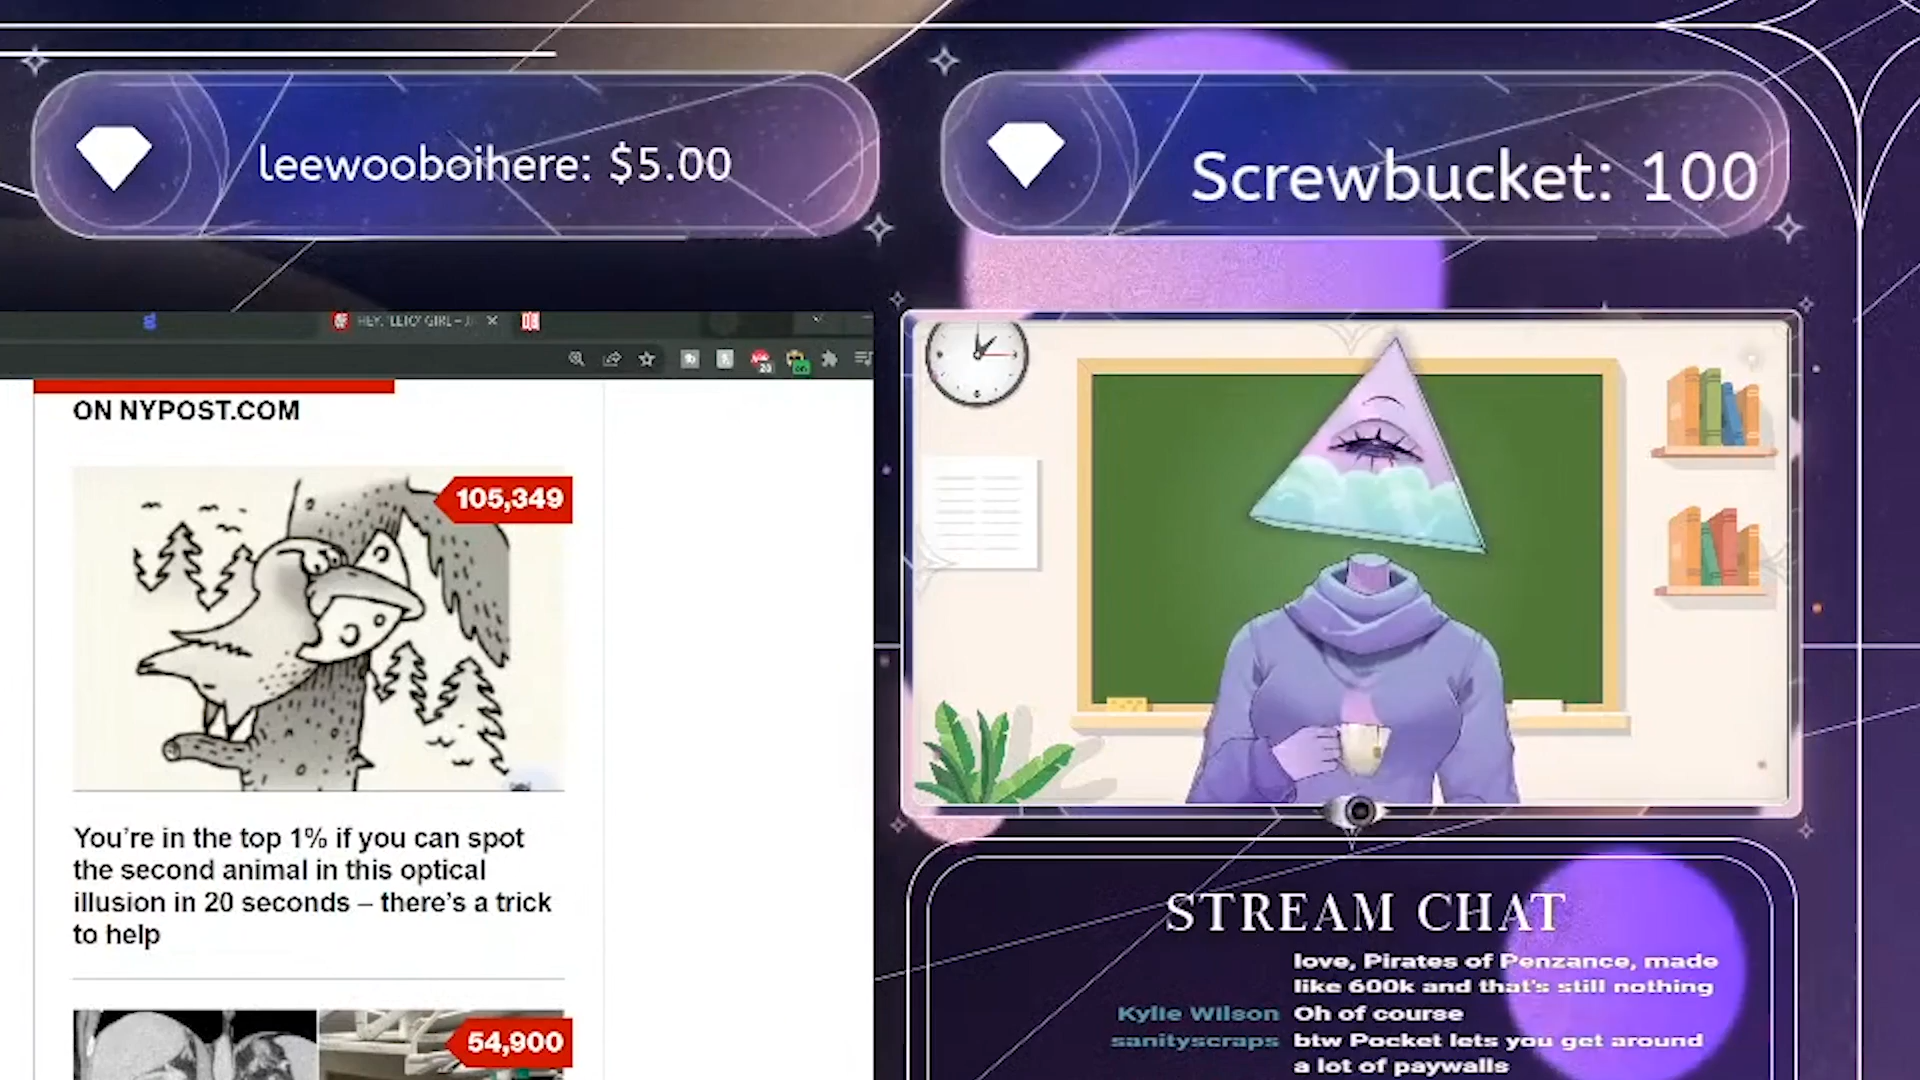 leewooboihere: $5.00
Screwbucket: 100
HEY, 'LETO' GIRL – J
ON NYPOST.COM
105,349
You're in the top 1% if you can spot
the second animal in this optical
illusion in 20 seconds – there's a trick
to help
54,900
STREAM CHAT
love, Pirates of Penzance, made
like 600k and that's still nothing
Kylie Wilson Oh of course
sanityscraps btw Pocket lets you get around
a lot of paywalls